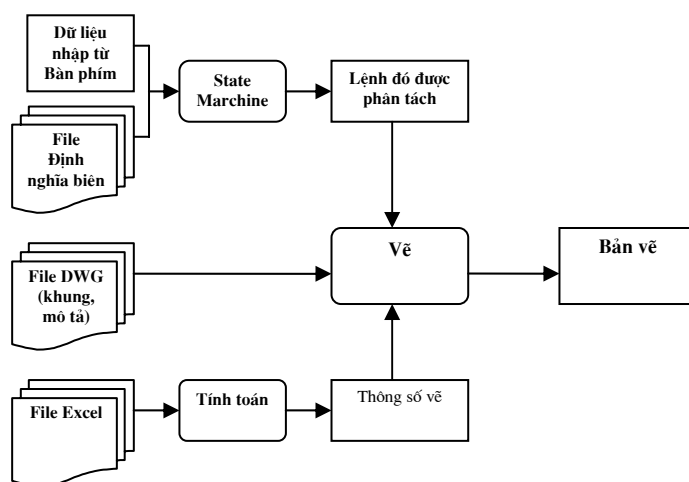 Dữ liệu
nhập từ
Bàn phím
State
Marchine
Lệnh đó được
phân tách
File
Định
nghĩa biên
Vẽ
Bản vẽ
File DWG
(khung,
mô tả)
File Excel
Tính toán
Thông số vẽ